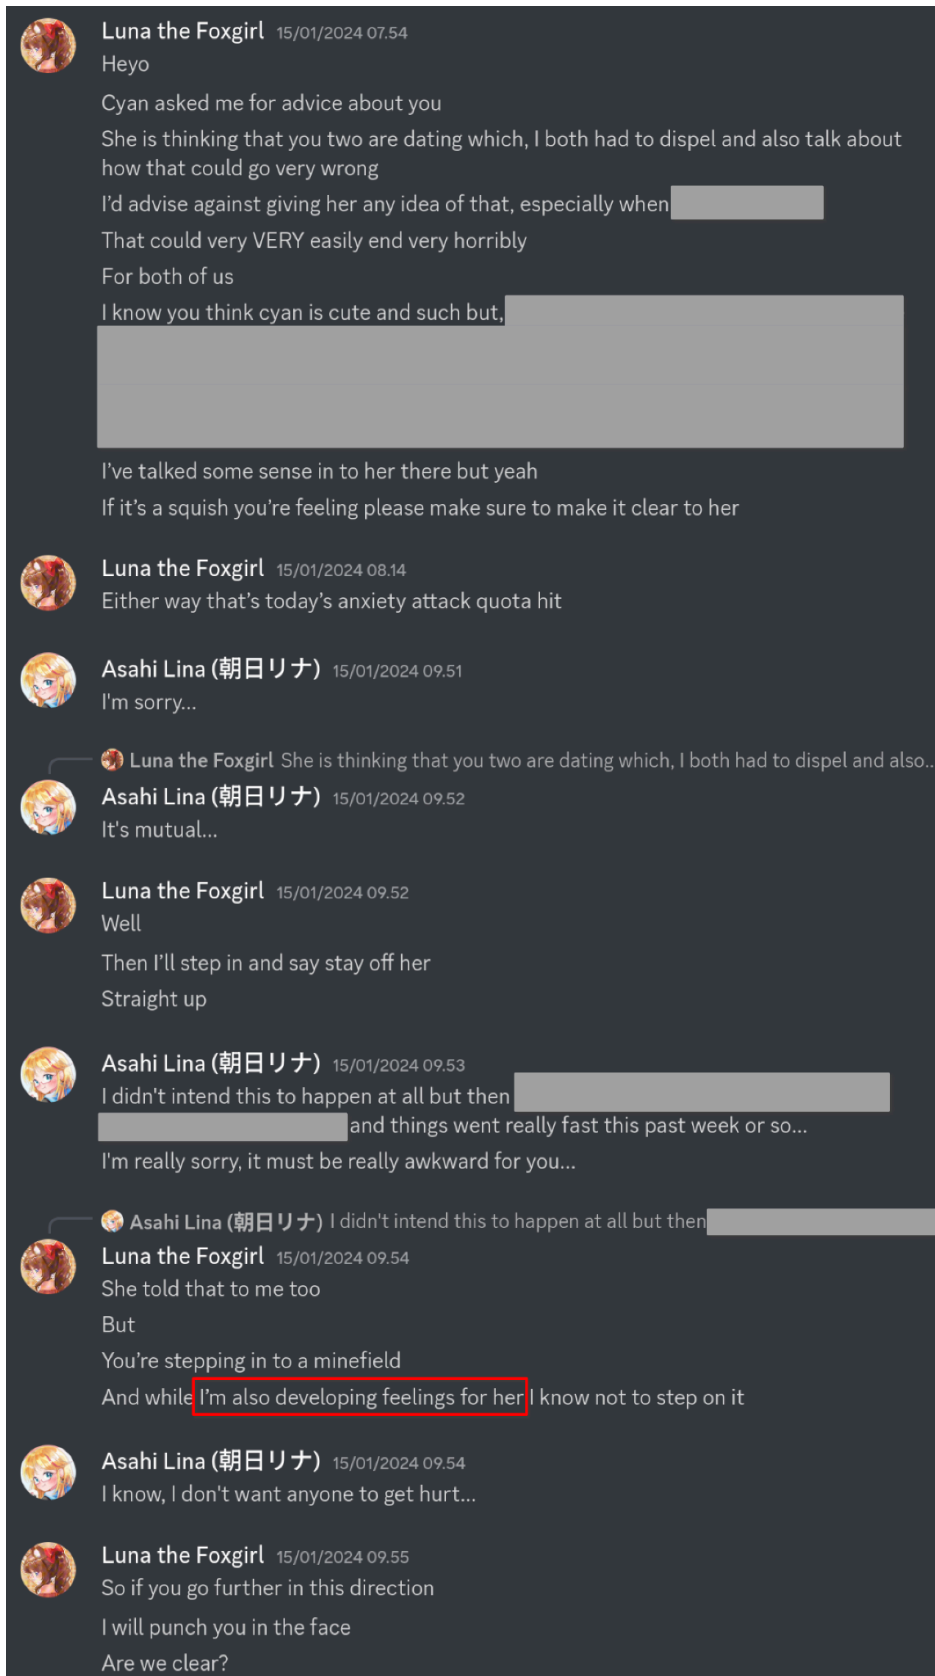 Luna the Foxgirl 15/01/2024 07.54
Heyo
Cyan asked me for advice about you
She is thinking that you two are dating which, I both had to dispel and also talk about
how that could go very wrong
I'd advise against giving her any idea of that, especially when
That could very VERY easily end very horribly
For both of us
I know you think cyan is cute and such but,
I've talked some sense in to her there but yeah
If it's a squish you're feeling please make sure to make it clear to her
Luna the Foxgirl 15/01/2024 08.14
Either way that's today's anxiety attack quota hit
Asahi Lina (朝日リナ) 15/01/2024 09.51
I'm sorry...
Luna the Foxgirl She is thinking that you two are dating which, I both had to dispel and also..
Asahi Lina (朝日リナ) 15/01/2024 09.52
It's mutual...
Luna the Foxgirl 15/01/2024 09.52
Well
Then I'll step in and say stay off her
Straight up
Asahi Lina (朝日リナ) 15/01/2024 09.53
I didn't intend this to happen at all but then
and things went really fast this past week or so...
I'm really sorry, it must be really awkward for you...
Asahi Lina (朝日リナ) I didn't intend this to happen at all but then
Luna the Foxgirl 15/01/2024 09.54
She told that to me too
But
You're stepping in to a minefield
And while I'm also developing feelings for her I know not to step on it
Asahi Lina (朝日リナ) 15/01/2024 09.54
I know, I don't want anyone to get hurt...
Luna the Foxgirl 15/01/2024 09.55
So if you go further in this direction
I will punch you in the face
Are we clear?